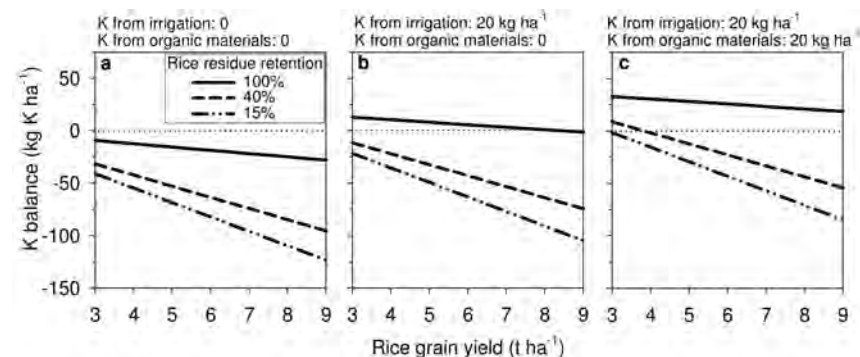 K from irrigation: 0
K from organic materials: 0
K from irrigation: 20 kg ha⁻¹
K from organic materials: 0
K from irrigation: 20 kg ha⁻¹
K from organic materials: 20 kg ha
K balance (kg K ha⁻¹)
50
0
-50
-100
-150
a
Rice residue retention
100%
40%
15%
b
c
3 4 5 6 7 8 9
3 4 5 6 7 8 9
3 4 5 6 7 8 9
Rice grain yield (t ha⁻¹)